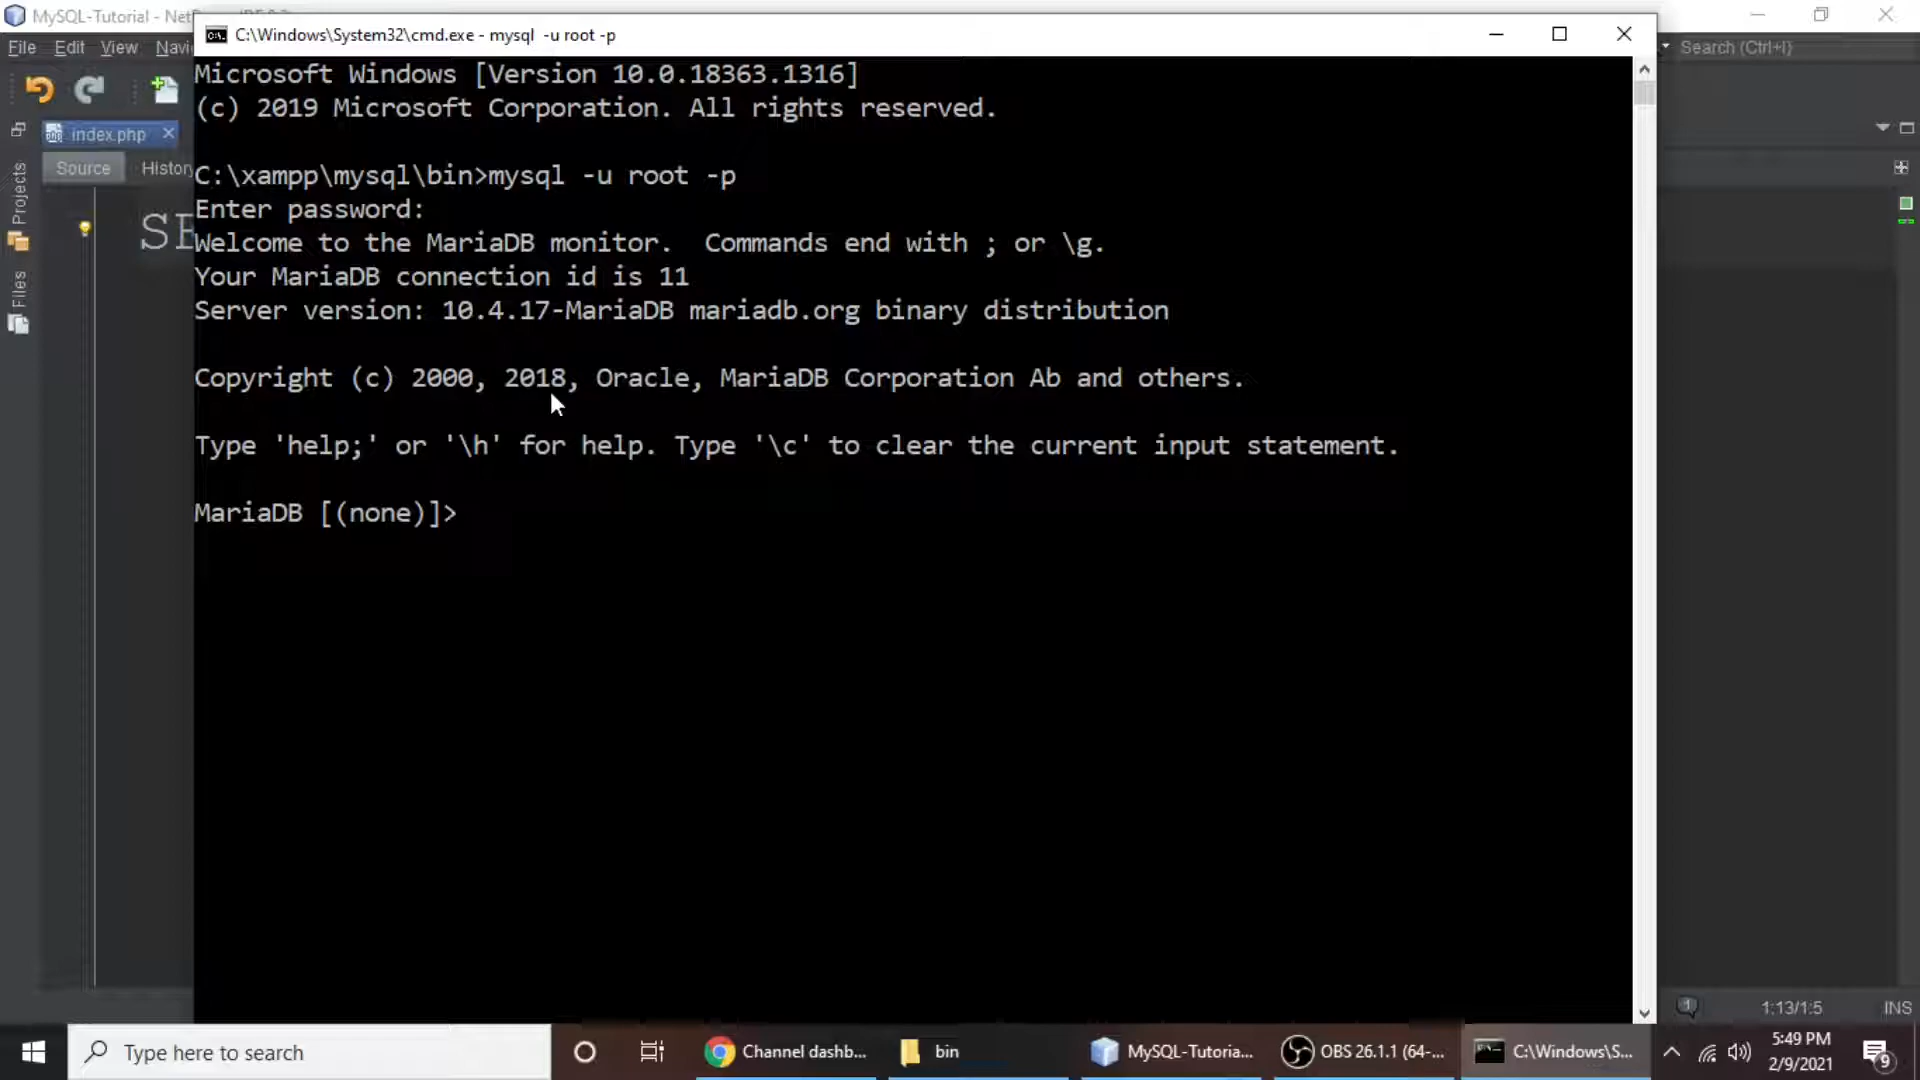 MySQL-Tutorial - Net
C:\Windows\System32\cmd.exe - mysql -u root -p
File Edit View Navi
Search (Ctrl+I)
Microsoft Windows [Version 10.0.18363.1316]
(c) 2019 Microsoft Corporation. All rights reserved.
index.php
Source History
C:\xampp\mysql\bin>mysql -u root -p
Enter password:
Projects
SE
Welcome to the MariaDB monitor. Commands end with ; or \g.
Your MariaDB connection id is 11
Server version: 10.4.17-MariaDB mariadb.org binary distribution
Files
Copyright (c) 2000, 2018, Oracle, MariaDB Corporation Ab and others.
Type 'help;' or '\h' for help. Type '\c' to clear the current input statement.
MariaDB [(none)]>
1
1:13/1:5 INS
Type here to search
Channel dashb...
bin
MySQL-Tutoria...
OBS 26.1.1 (64-...
C:\Windows\S...
5:49 PM
2/9/2021
9